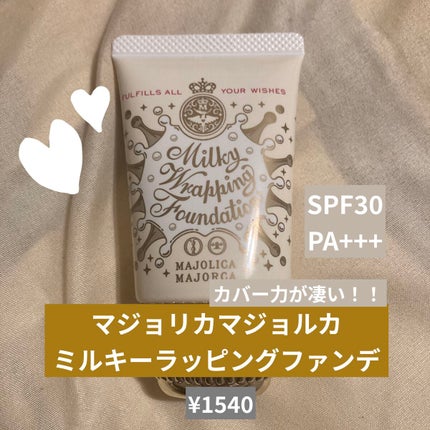 FULFILLS ALL YOUR WISHES
Milky
Wrapping
Foundation
MAJOLICA
MAJORCA
SPF30
PA+++
カバー力が凄い！！
マジョリカマジョルカ
ミルキーラッピングファンデ
¥1540